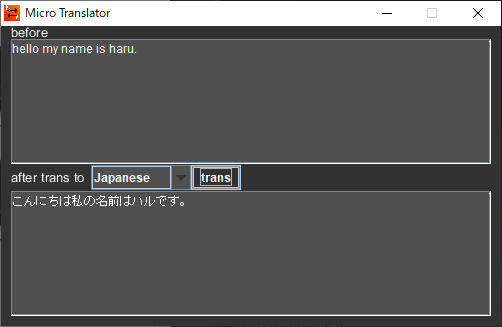 Micro Translator
before
hello my name is haru.
after trans to Japanese trans
こんにちは私の名前はハルです。